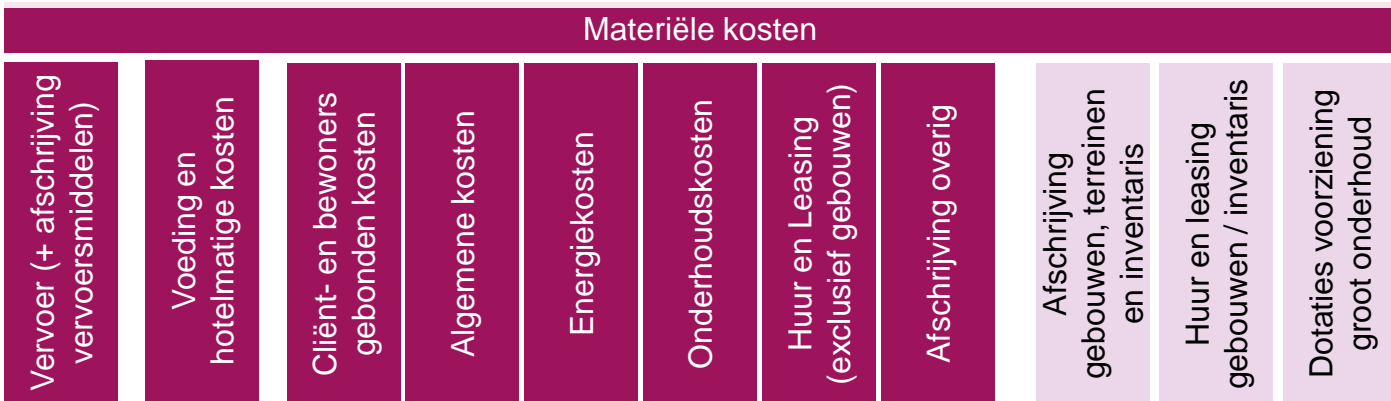 Materiële kosten
Vervoer (+ afschrijving
vervoersmiddelen)
Voeding en
hotelmatige kosten
Cliënt- en bewoners
gebonden kosten
Algemene kosten
Energiekosten
Onderhoudskosten
Huur en Leasing
(exclusief gebouwen)
Afschrijving overig
Afschrijving
gebouwen, terreinen
en inventaris
Huur en leasing
gebouwen / inventaris
Dotaties voorziening
groot onderhoud